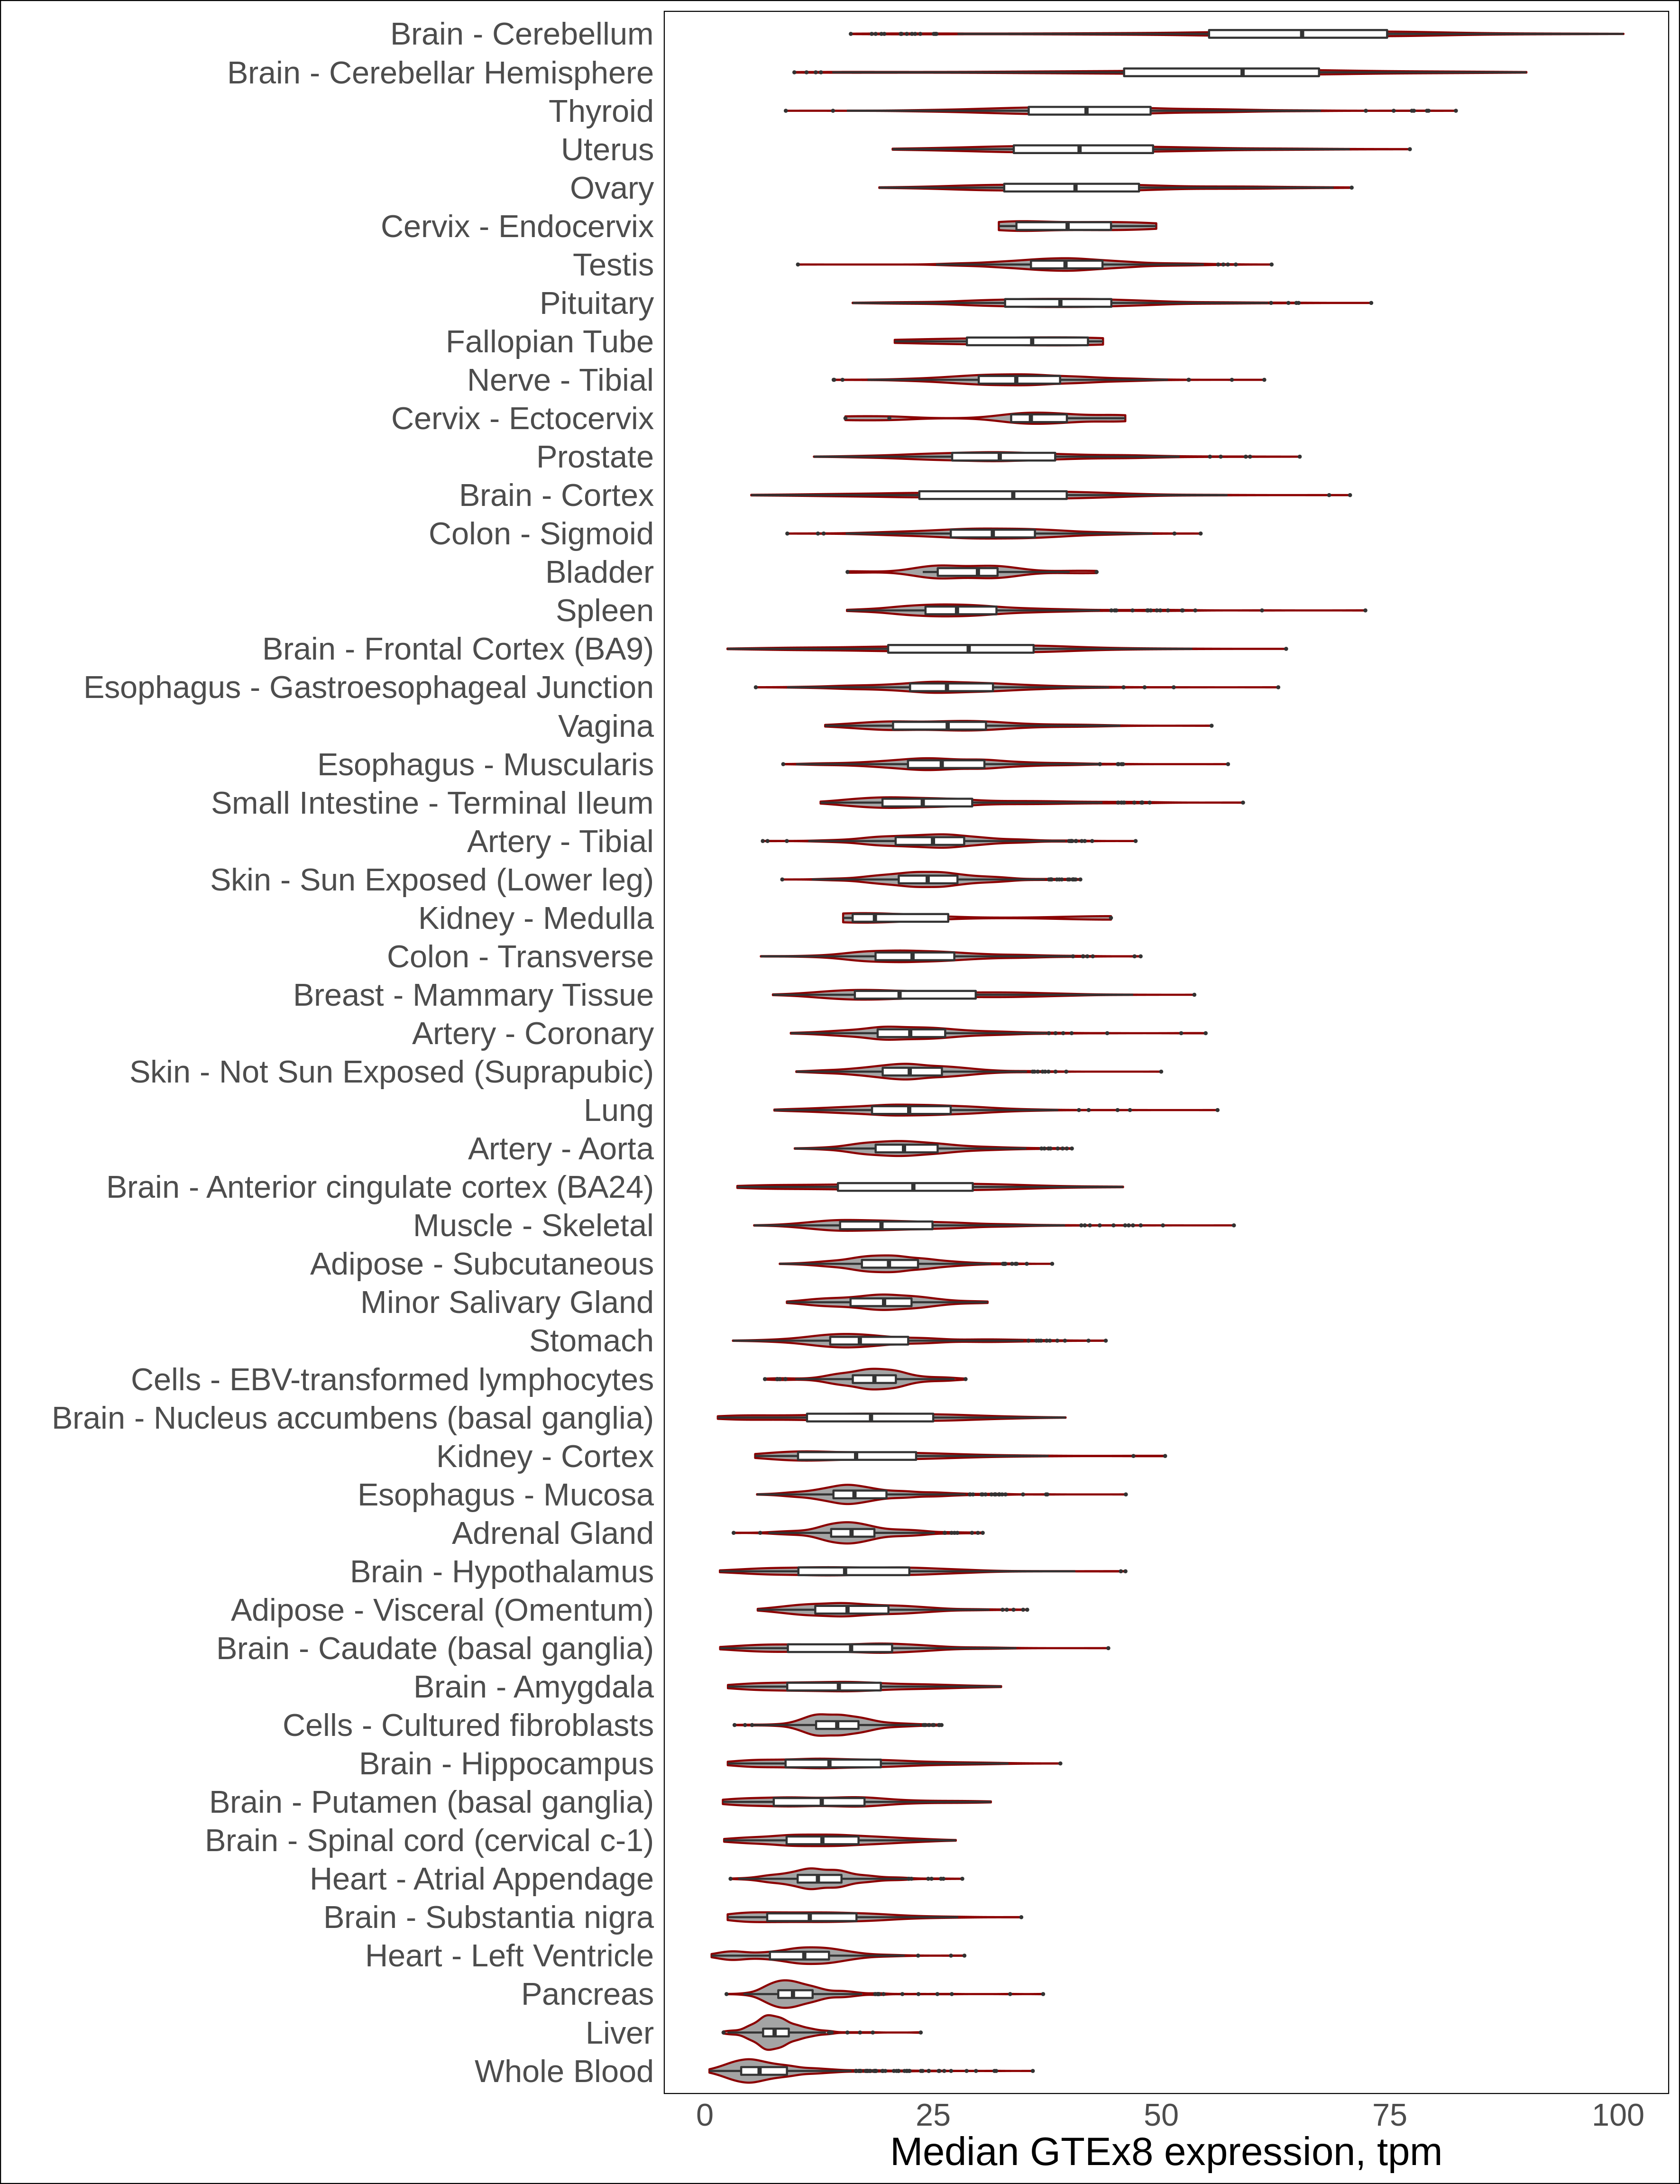 Brain - Cerebellum
Brain - Cerebellar Hemisphere
Thyroid
Uterus
Ovary
Cervix - Endocervix
Testis
Pituitary
Fallopian Tube
Nerve - Tibial
Cervix - Ectocervix
Prostate
Brain - Cortex
Colon - Sigmoid
Bladder
Spleen
Brain - Frontal Cortex (BA9)
Esophagus - Gastroesophageal Junction
Vagina
Esophagus - Muscularis
Small Intestine - Terminal Ileum
Artery - Tibial
Skin - Sun Exposed (Lower leg)
Kidney - Medulla
Colon - Transverse
Breast - Mammary Tissue
Artery - Coronary
Skin - Not Sun Exposed (Suprapubic)
Lung
Artery - Aorta
Brain - Anterior cingulate cortex (BA24)
Muscle - Skeletal
Adipose - Subcutaneous
Minor Salivary Gland
Stomach
Cells - EBV-transformed lymphocytes
Brain - Nucleus accumbens (basal ganglia)
Kidney - Cortex
Esophagus - Mucosa
Adrenal Gland
Brain - Hypothalamus
Adipose - Visceral (Omentum)
Brain - Caudate (basal ganglia)
Brain - Amygdala
Cells - Cultured fibroblasts
Brain - Hippocampus
Brain - Putamen (basal ganglia)
Brain - Spinal cord (cervical c-1)
Heart - Atrial Appendage
Brain - Substantia nigra
Heart - Left Ventricle
Pancreas
Liver
Whole Blood
0 25 50 75 100
Median GTEx8 expression, tpm